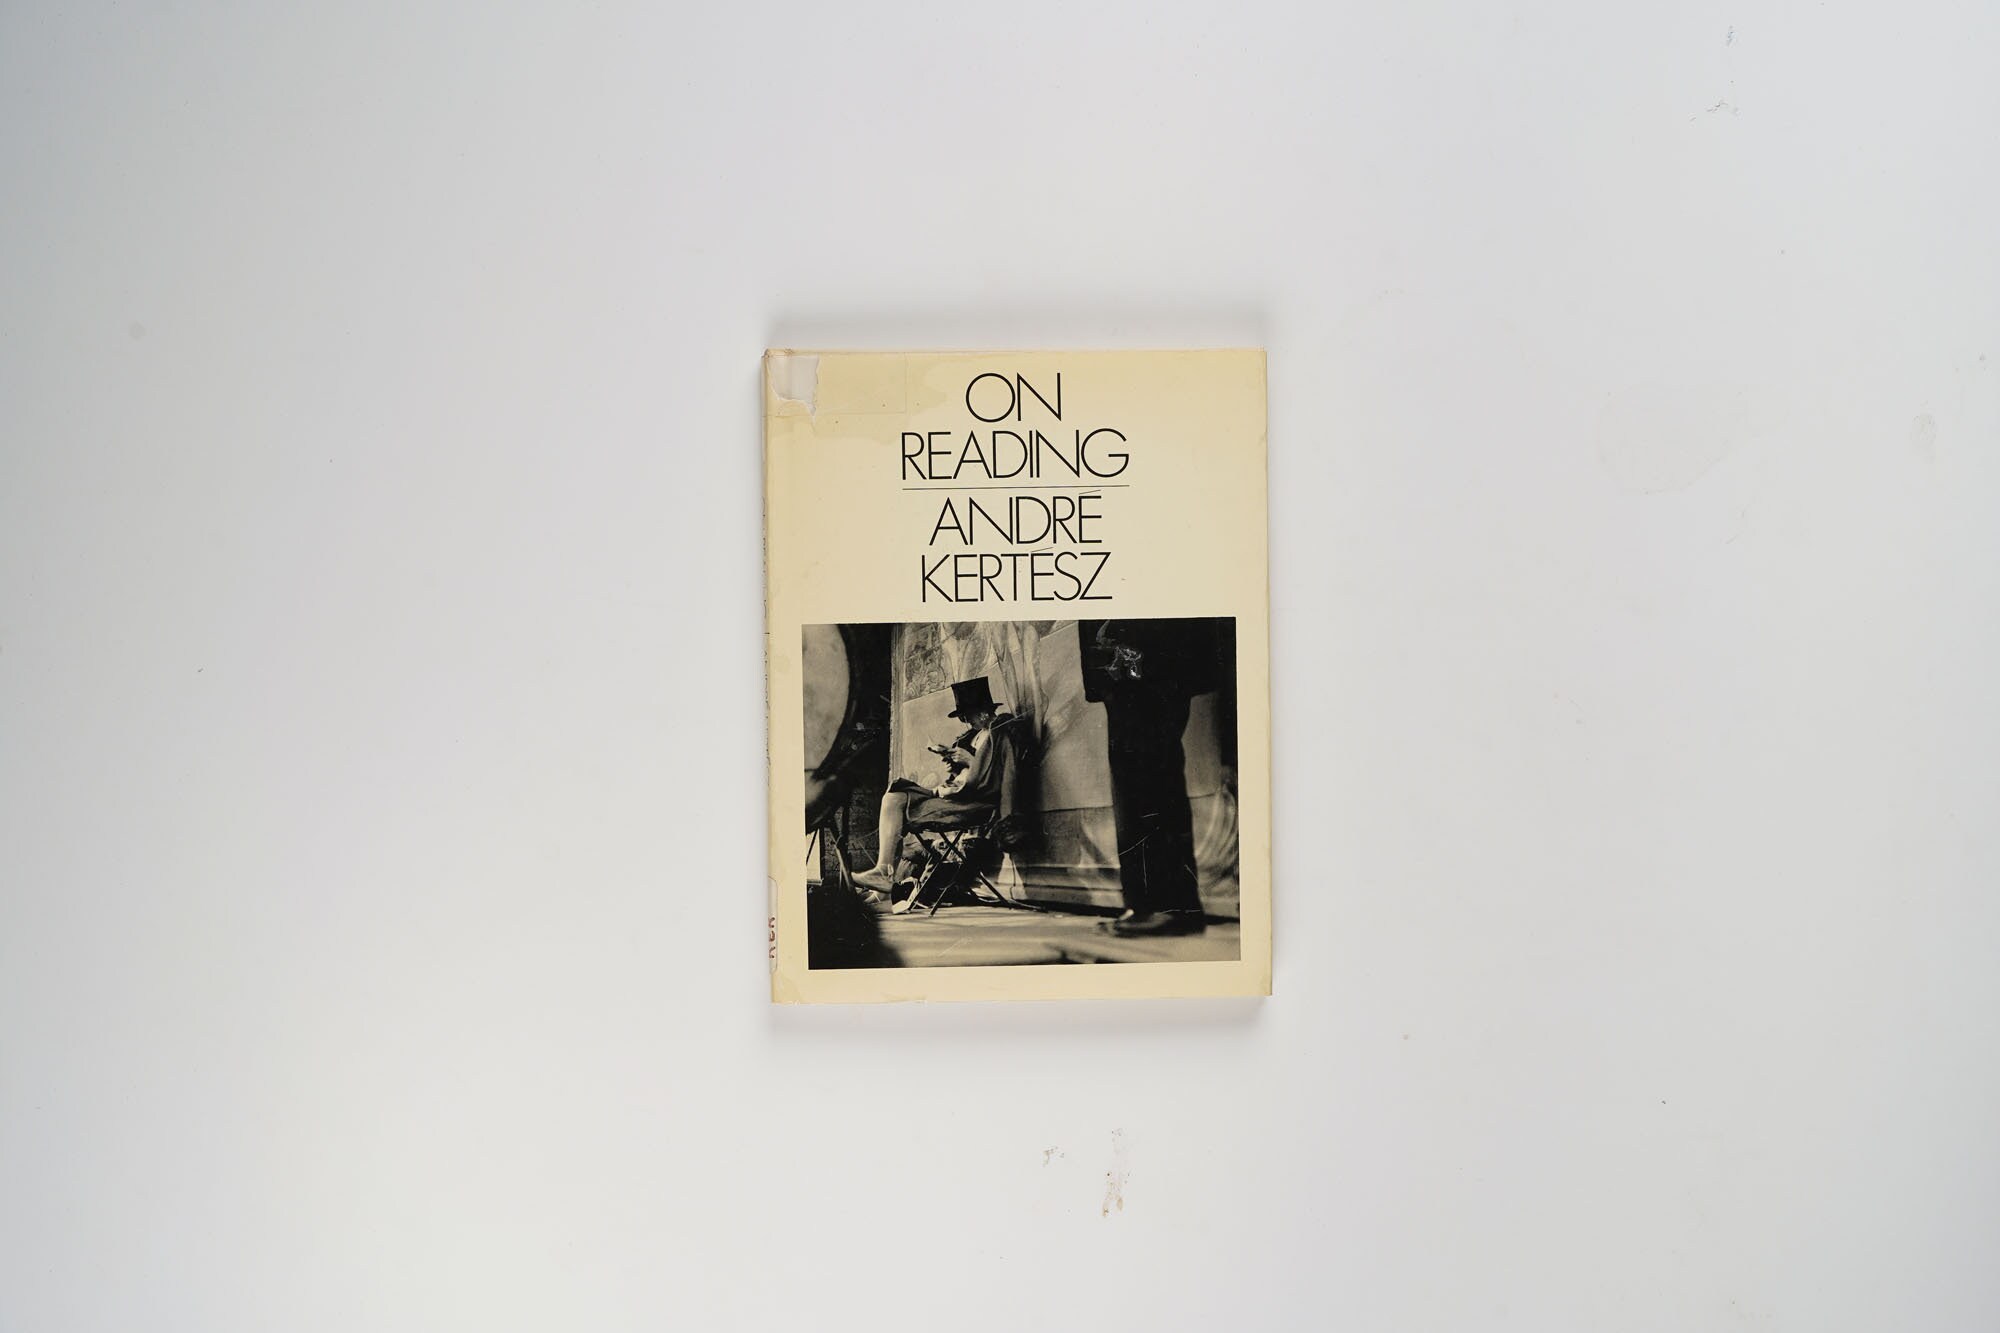 ON
READING
ANDRÉ
KERTÉSZ